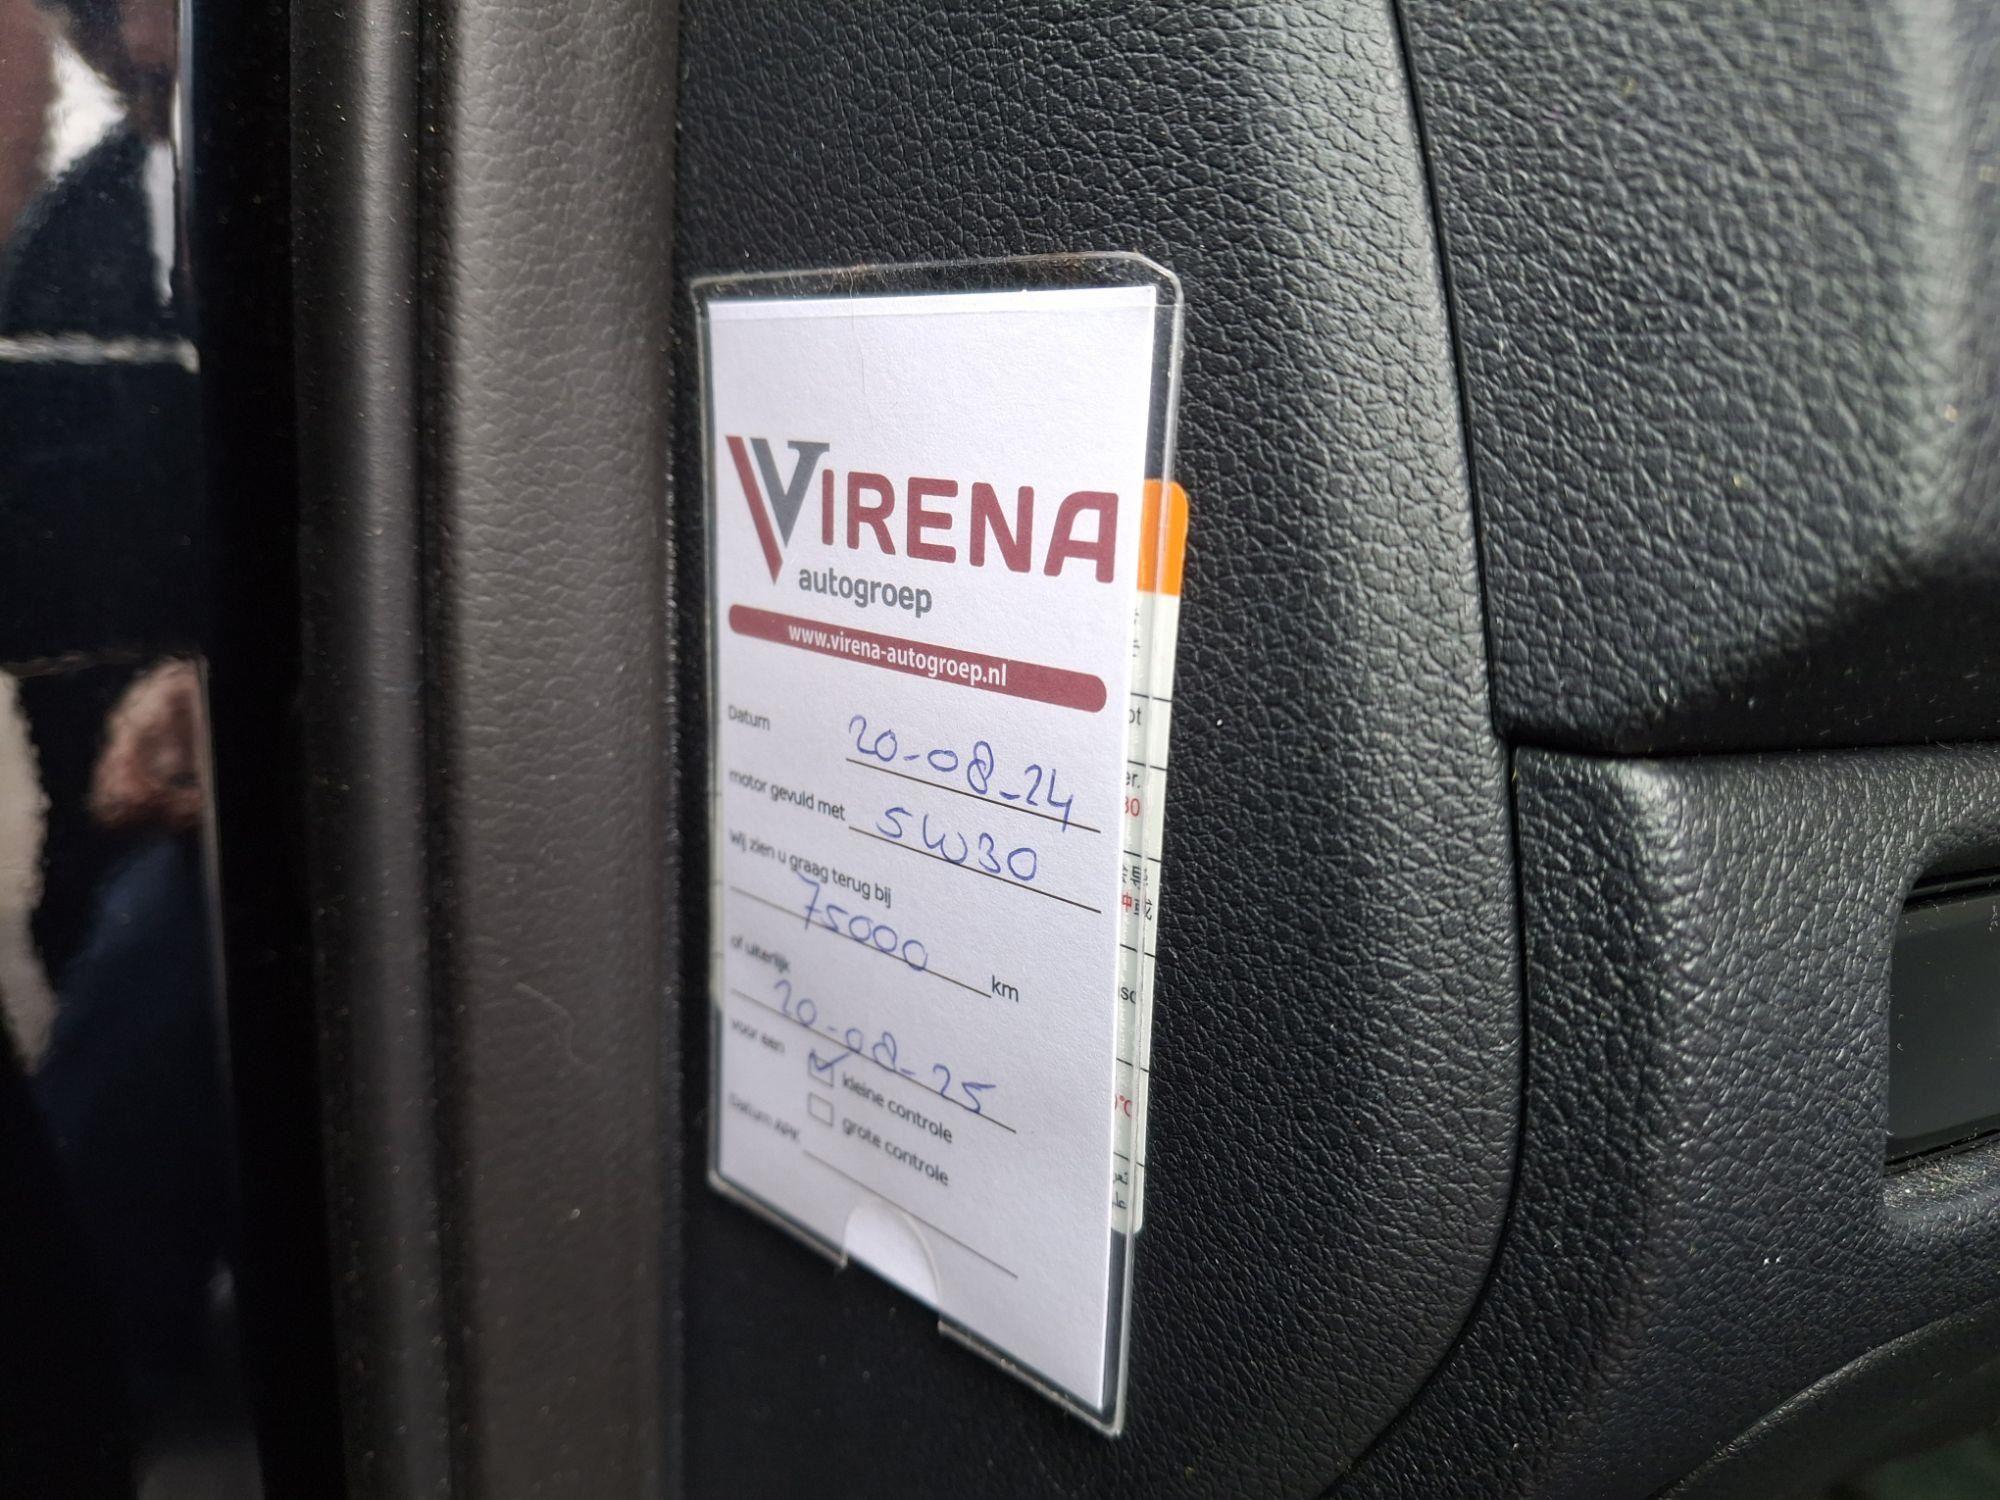 VIRENA
autogroep
www.virena-autogroep.nl
Datum 20-08-24
motor gevuld met 5W30
Wij zien u graag terug bij
75000 km
of uiterlijk
20-08-25
voor een
kleine controle
grote controle
Datum APK